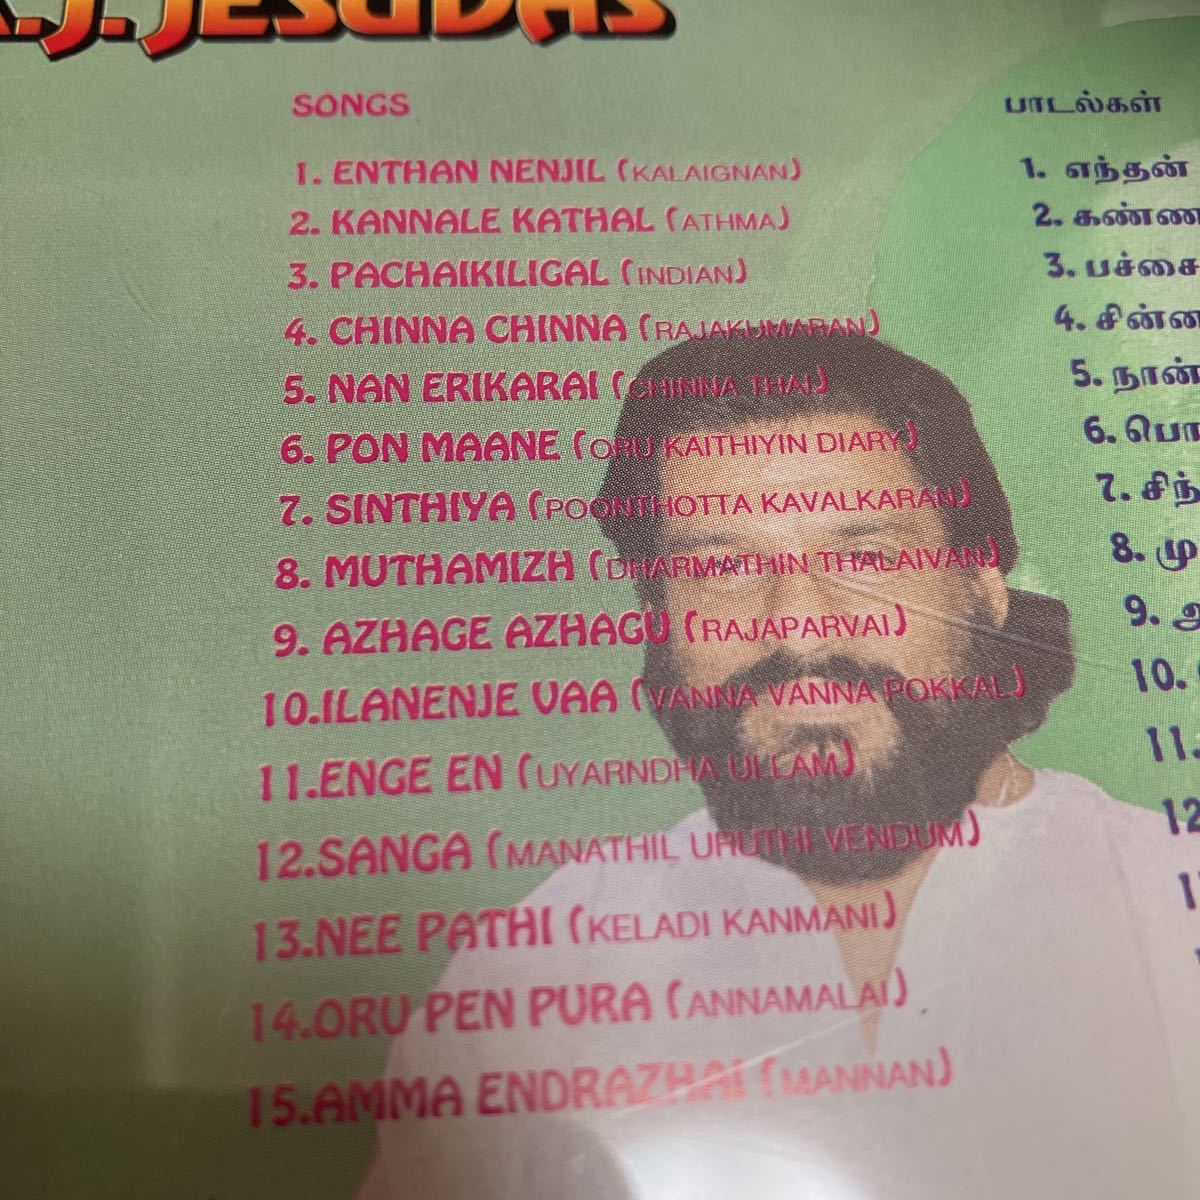 K.J. JESUDAS
SONGS
1. ENTHAN NENJIL (KALAIGNAN)
2. KANNALE KATHAL (ATHMA)
3. PACHAIKILIGAL (INDIAN)
4. CHINNA CHINNA (RAJAKUMARAN)
5. NAN ERIKARAI (CHINNA THAI)
6. PON MAANE (ORU KAITHIYIN DIARY)
7. SINTHIYA (POONTHOTTA KAVALKARAN)
8. MUTHAMIZH (DHARMATHIN THALAIVAN)
9. AZHAGE AZHAGU (RAJAPARVAI)
10.ILANENJE VAA (VANNA VANNA POKKAL)
11.ENGE EN (UYARNDHA ULLAM)
12.SANGA (MANATHIL URUTHI VENDUM)
13.NEE PATHI (KELADI KANMANI)
14.ORU PEN PURA (ANNAMALAI)
15.AMMA ENDRAZHAI (MANNAN)
பாடல்கள்
1. எந்தன்
2. கண்ண
3. பச்சை
4. சின்ன
5. நான்
6. பொ
7. சிந்
8. மு
9. அ
10.
11.
12